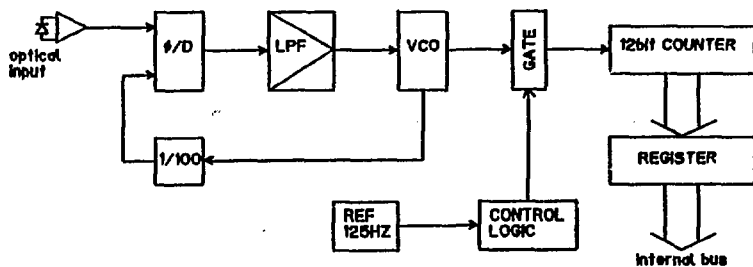 optical
input
ϕ/D
LPF
VCO
GATE
12bit COUNTER
1/100
REGISTER
REF
125HZ
CONTROL
LOGIC
internal bus